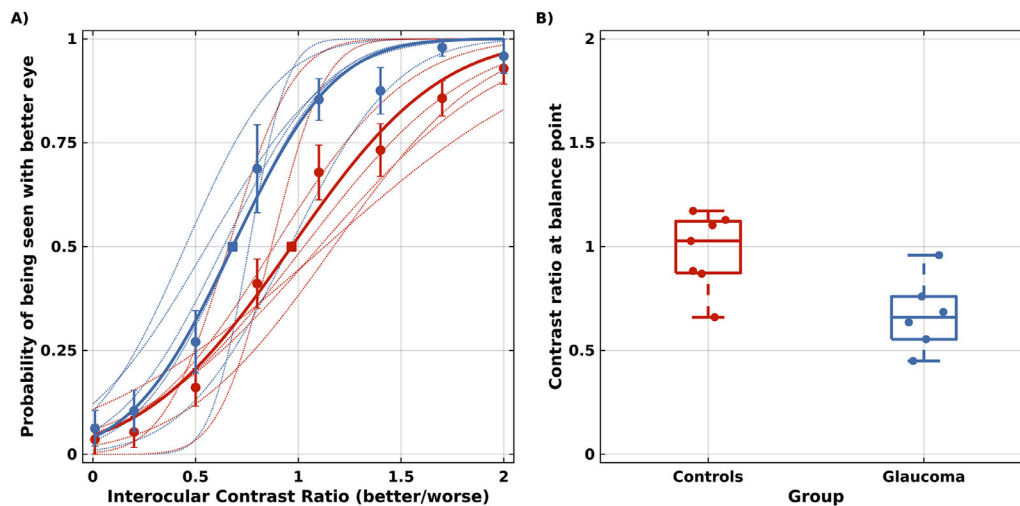 A)
Probability of being seen with better eye
1
0.75
0.5
0.25
0
0 0.5 1 1.5 2
Interocular Contrast Ratio (better/worse)
B)
Contrast ratio at balance point
2
1.5
1
0.5
0
Controls Glaucoma
Group